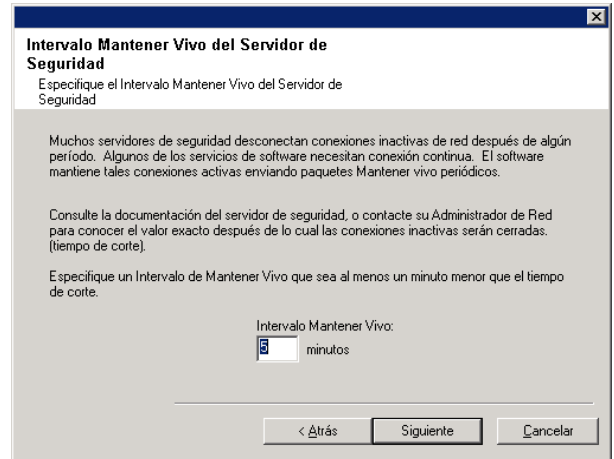 Intervalo Mantener Vivo del Servidor de
Seguridad
Especifique el Intervalo Mantener Vivo del Servidor de
Seguridad
Muchos servidores de seguridad desconectan conexiones inactivas de red después de algún
período. Algunos de los servicios de software necesitan conexión continua. El software
mantiene tales conexiones activas enviando paquetes Mantener vivo periódicos.
Consulte la documentación del servidor de seguridad, o contacte su Administrador de Red
para conocer el valor exacto después de lo cual las conexiones inactivas serán cerradas.
(tiempo de corte).
Especifique un Intervalo de Mantener Vivo que sea al menos un minuto menor que el tiempo
de corte.
Intervalo Mantener Vivo:
5 minutos
< Atrás Siguiente Cancelar